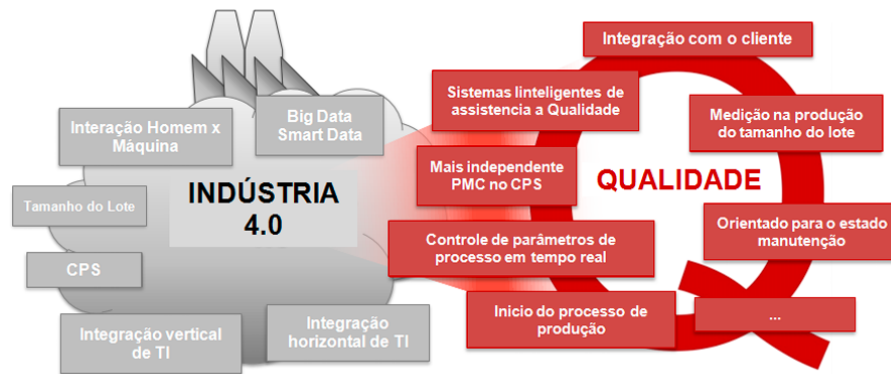 Interação Homem x
Máquina
Big Data
Smart Data
Tamanho do Lote
INDÚSTRIA
4.0
CPS
Integração vertical
de TI
Integração
horizontal de TI
Integração com o cliente
Sistemas Iinteligentes de
assistencia a Qualidade
Medição na produção
do tamanho do lote
Mais independente
PMC no CPS
QUALIDADE
Orientado para o estado
manutenção
Controle de parâmetros de
processo em tempo real
Inicio do processo de
produção
...